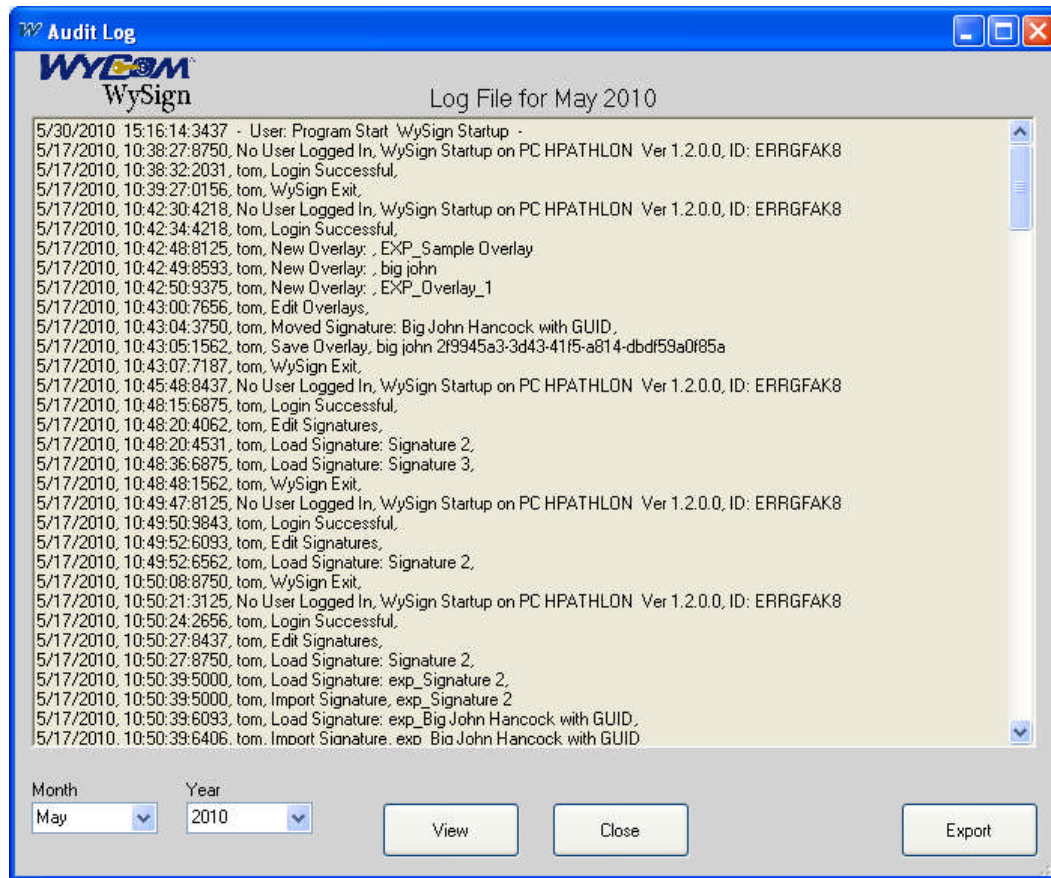 Audit Log
WYCOM
WySign
Log File for May 2010
5/30/2010 15:16:14:3437 - User: Program Start WySign Startup -
5/17/2010, 10:38:27:8750, No User Logged In, WySign Startup on PC HPATHLON Ver 1.2.0.0, ID: ERRGFAK8
5/17/2010, 10:38:32:2031, tom, Login Successful,
5/17/2010, 10:39:27:0156, tom, WySign Exit,
5/17/2010, 10:42:30:4218, No User Logged In, WySign Startup on PC HPATHLON Ver 1.2.0.0, ID: ERRGFAK8
5/17/2010, 10:42:34:4218, tom, Login Successful,
5/17/2010, 10:42:48:8125, tom, New Overlay: , EXP_Sample Overlay
5/17/2010, 10:42:49:8593, tom, New Overlay: , big john
5/17/2010, 10:42:50:9375, tom, New Overlay: , EXP_Overlay_1
5/17/2010, 10:43:00:7656, tom, Edit Overlays,
5/17/2010, 10:43:04:3750, tom, Moved Signature: Big John Hancock with GUID,
5/17/2010, 10:43:05:1562, tom, Save Overlay, big john 2f9945a3-3d43-41f5-a814-dbdf59a0f85a
5/17/2010, 10:43:07:7187, tom, WySign Exit,
5/17/2010, 10:45:48:8437, No User Logged In, WySign Startup on PC HPATHLON Ver 1.2.0.0, ID: ERRGFAK8
5/17/2010, 10:48:15:6875, tom, Login Successful,
5/17/2010, 10:48:20:4062, tom, Edit Signatures,
5/17/2010, 10:48:20:4531, tom, Load Signature: Signature 2,
5/17/2010, 10:48:36:6875, tom, Load Signature: Signature 3,
5/17/2010, 10:48:48:1562, tom, WySign Exit,
5/17/2010, 10:49:47:8125, No User Logged In, WySign Startup on PC HPATHLON Ver 1.2.0.0, ID: ERRGFAK8
5/17/2010, 10:49:50:9843, tom, Login Successful,
5/17/2010, 10:49:52:6093, tom, Edit Signatures,
5/17/2010, 10:49:52:6562, tom, Load Signature: Signature 2,
5/17/2010, 10:50:08:8750, tom, WySign Exit,
5/17/2010, 10:50:21:3125, No User Logged In, WySign Startup on PC HPATHLON Ver 1.2.0.0, ID: ERRGFAK8
5/17/2010, 10:50:24:2656, tom, Login Successful,
5/17/2010, 10:50:27:8437, tom, Edit Signatures,
5/17/2010, 10:50:27:8750, tom, Load Signature: Signature 2,
5/17/2010, 10:50:39:5000, tom, Load Signature: exp_Signature 2,
5/17/2010, 10:50:39:5000, tom, Import Signature, exp_Signature 2
5/17/2010, 10:50:39:6093, tom, Load Signature: exp_Big John Hancock with GUID,
5/17/2010, 10:50:39:6406, tom, Import Signature, exp_Big John Hancock with GUID
Month
Year
May
2010
View
Close
Export